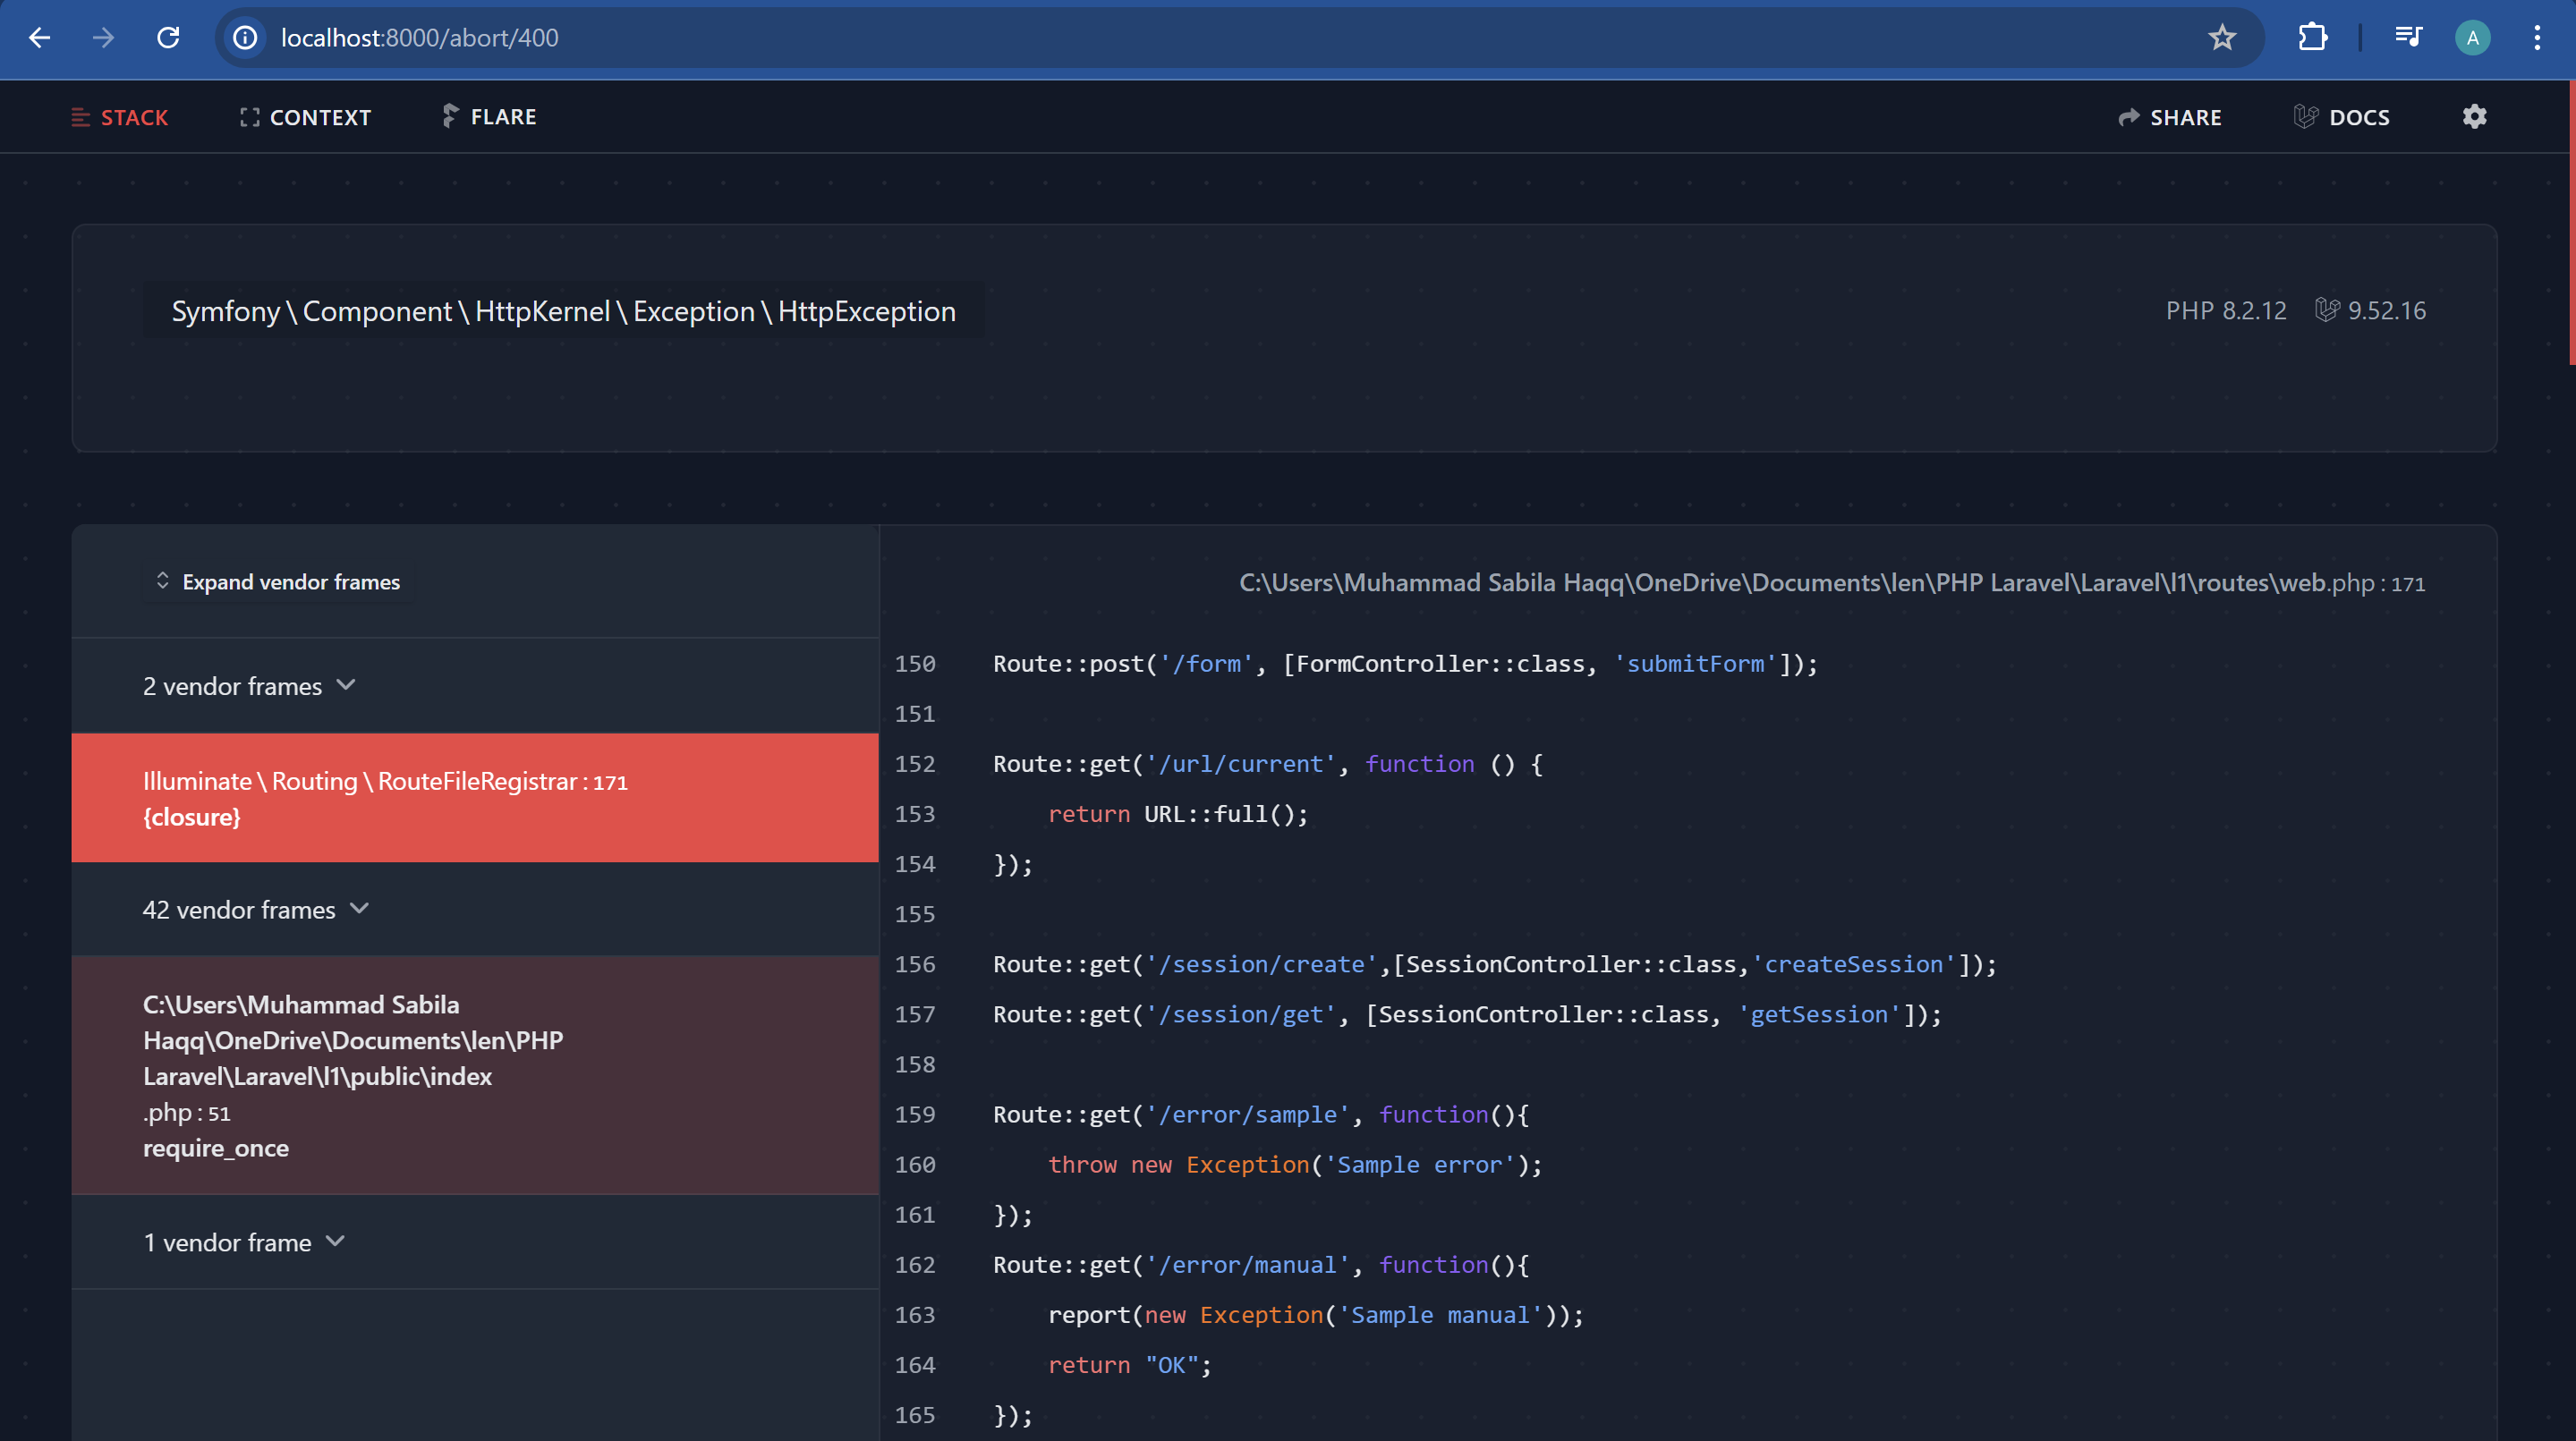 localhost:8000/abort/400
A
STACK
CONTEXT
FLARE
SHARE
DOCS
Symfony \ Component \ HttpKernel \ Exception \ HttpException
PHP 8.2.12
9.52.16
Expand vendor frames
2 vendor frames
Illuminate \ Routing \ RouteFileRegistrar : 171
{closure}
42 vendor frames
C:\Users\Muhammad Sabila
Haqq\OneDrive\Documents\len\PHP
Laravel\Laravel\l1\public\index
.php : 51
require_once
1 vendor frame
C:\Users\Muhammad Sabila Haqq\OneDrive\Documents\len\PHP Laravel\Laravel\l1\routes\web.php : 171
150 Route::post('/form', [FormController::class, 'submitForm']);
151
152 Route::get('/url/current', function () {
153     return URL::full();
154 });
155
156 Route::get('/session/create',[SessionController::class,'createSession']);
157 Route::get('/session/get', [SessionController::class, 'getSession']);
158
159 Route::get('/error/sample', function(){
160     throw new Exception('Sample error');
161 });
162 Route::get('/error/manual', function(){
163     report(new Exception('Sample manual'));
164     return "OK";
165 });